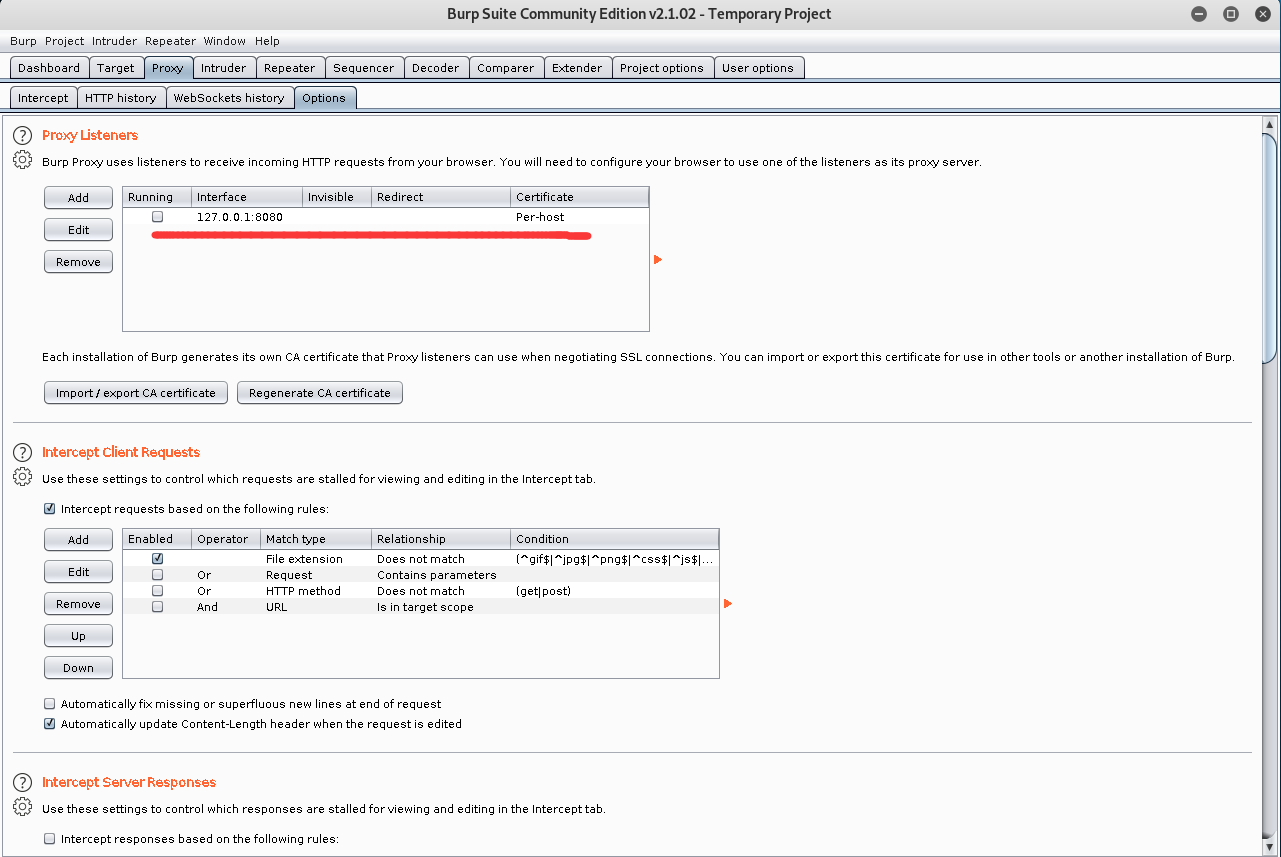 Burp Suite Community Edition v2.1.02 - Temporary Project
Burp Project Intruder Repeater Window Help
Dashboard Target Proxy Intruder Repeater Sequencer Decoder Comparer Extender Project options User options
Intercept HTTP history WebSockets history Options
? Proxy Listeners
Burp Proxy uses listeners to receive incoming HTTP requests from your browser. You will need to configure your browser to use one of the listeners as its proxy server.
Add Running Interface Invisible Redirect Certificate
127.0.0.1:8080 Per-host
Edit
Remove
Each installation of Burp generates its own CA certificate that Proxy listeners can use when negotiating SSL connections. You can import or export this certificate for use in other tools or another installation of Burp.
Import / export CA certificate Regenerate CA certificate
? Intercept Client Requests
Use these settings to control which requests are stalled for viewing and editing in the Intercept tab.
Intercept requests based on the following rules:
Add Enabled Operator Match type Relationship Condition
File extension Does not match (^gif$|^jpg$|^png$|^css$|^js$|...
Edit Or Request Contains parameters
Or HTTP method Does not match (get|post)
Remove And URL Is in target scope
Up
Down
Automatically fix missing or superfluous new lines at end of request
Automatically update Content-Length header when the request is edited
? Intercept Server Responses
Use these settings to control which responses are stalled for viewing and editing in the Intercept tab.
Intercept responses based on the following rules: